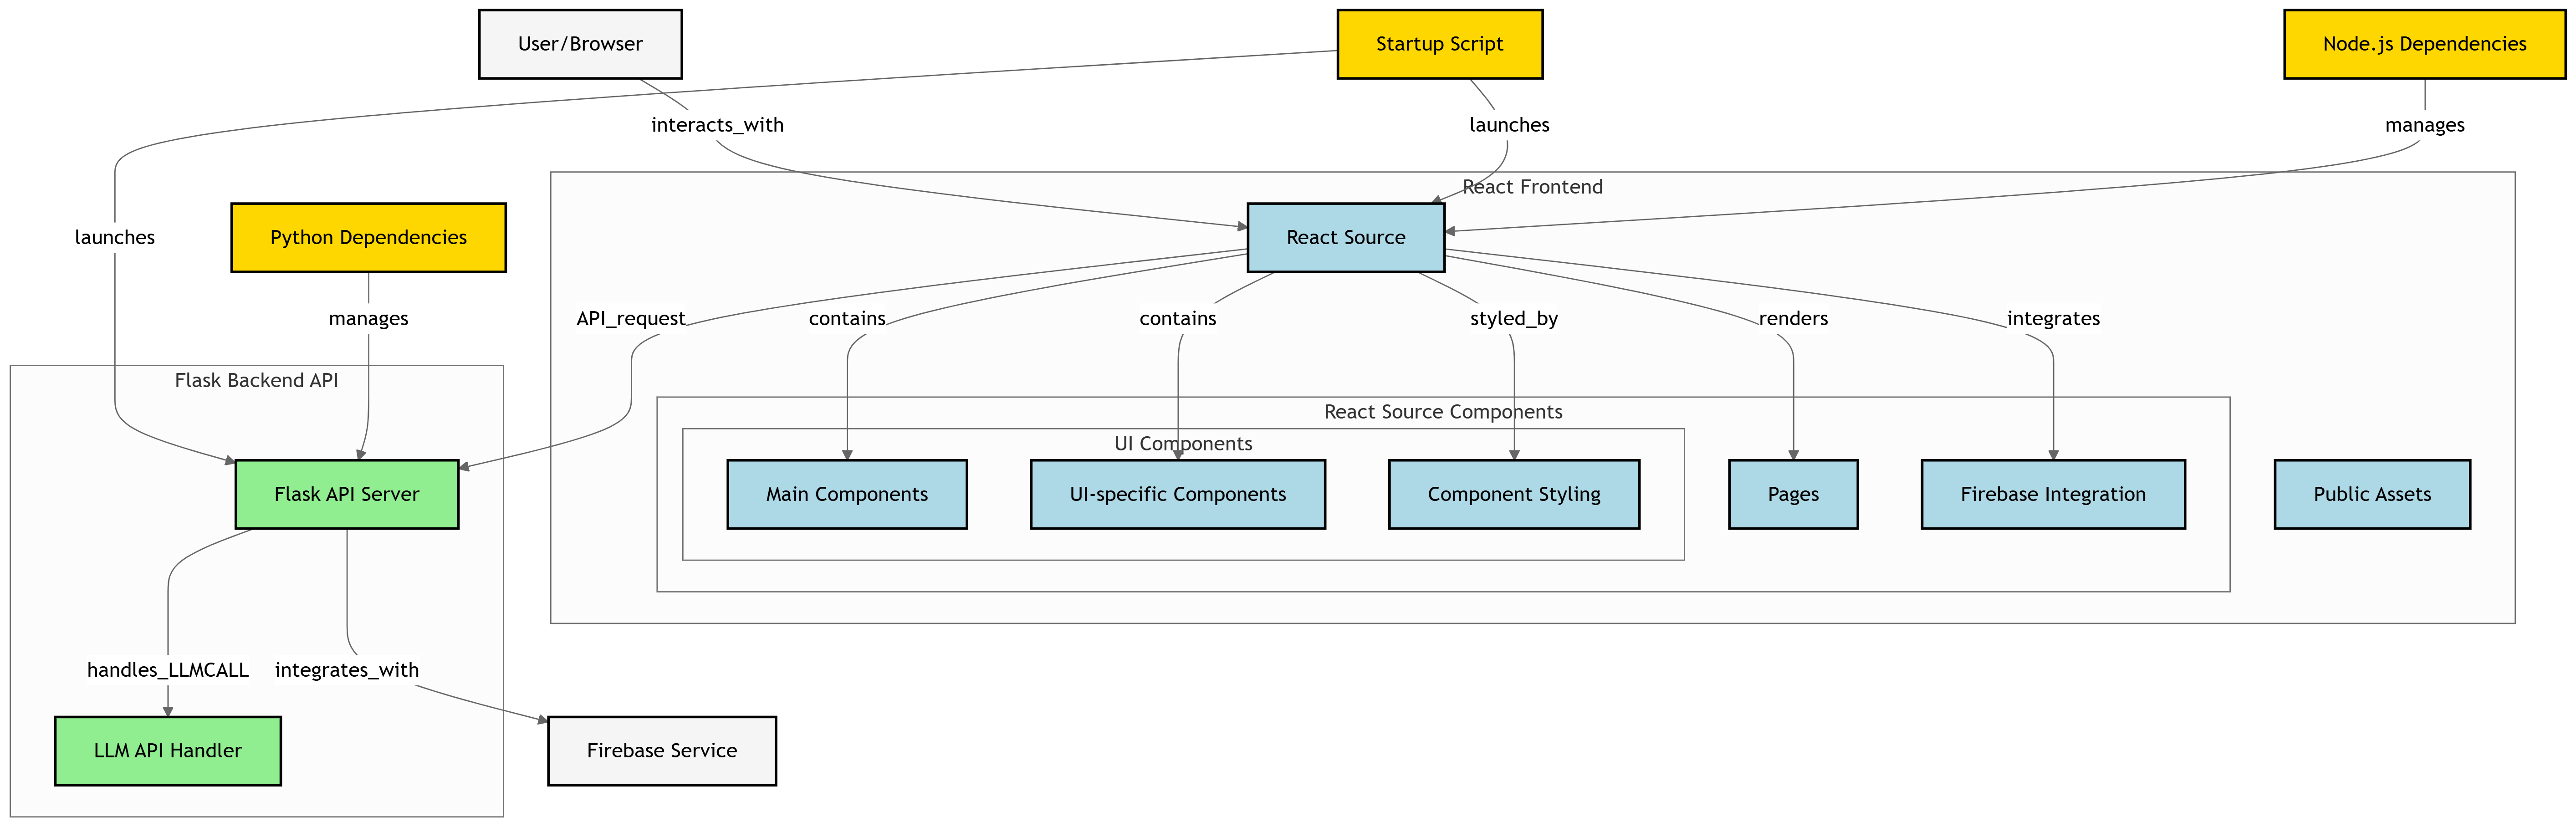 User/Browser
Startup Script
Node.js Dependencies
interacts_with
launches
manages
React Frontend
launches
Python Dependencies
React Source
manages
API_request
contains
contains
styled_by
renders
integrates
Flask Backend API
React Source Components
UI Components
Flask API Server
Main Components
UI-specific Components
Component Styling
Pages
Firebase Integration
Public Assets
handles_LLMCALL
integrates_with
LLM API Handler
Firebase Service